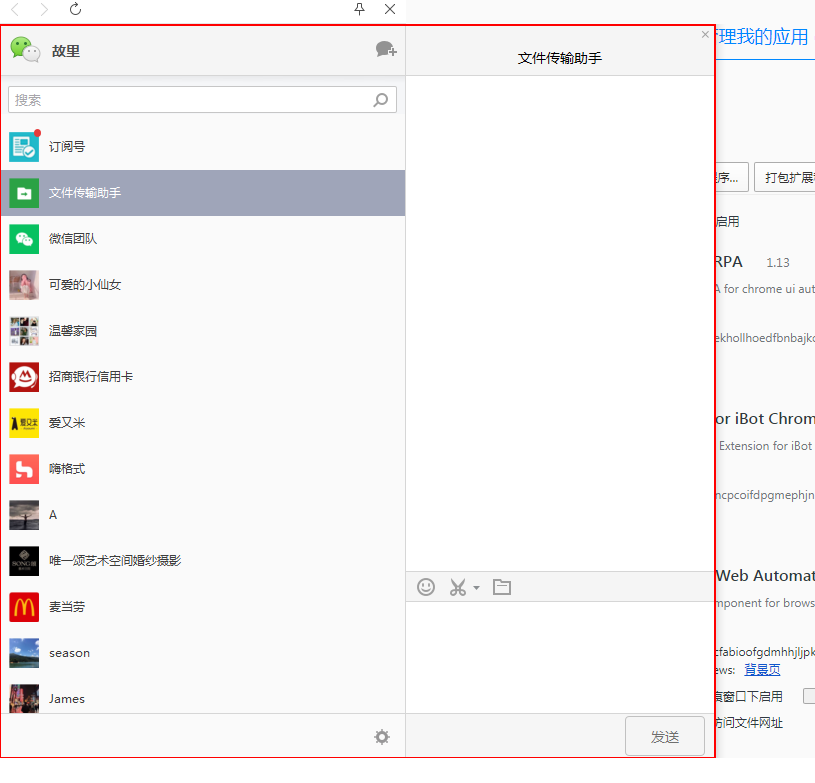 故里
搜索
订阅号
文件传输助手
微信团队
可爱的小仙女
温馨家园
招商银行信用卡
爱又米
嗨格式
A
唯一颂艺术空间婚纱摄影
麦当劳
season
James
文件传输助手
发送
理我的应用
序...
打包扩展
启用
RPA 1.13
A for chrome ui aut
ekhollhoedfbnbajkc
or iBot Chrom
Extension for iBot
ncpcoifdpgmephjn
Web Automat
mponent for brows
cfabioofgdmhhjljpk
ews: 背景页
窗口下启用
访问文件网址